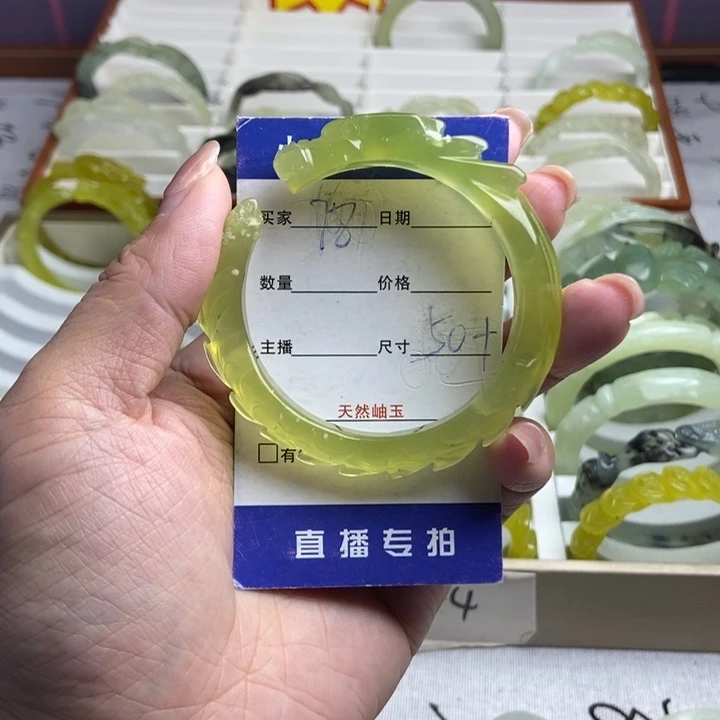 买家 78 日期
数量 价格
主播 尺寸 50+
天然岫玉
□有
直播专拍
4